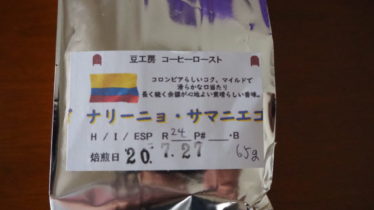 豆工房 コーヒーロースト
コロンビアらしいコク、マイルドで
滑らかな口当たり
長く続く余韻が心地よい素晴らしい香味。
ナリーニョ・サマニエゴ
H / I / ESP R 24 P# ・B
焙煎日 20. 7. 27 65g